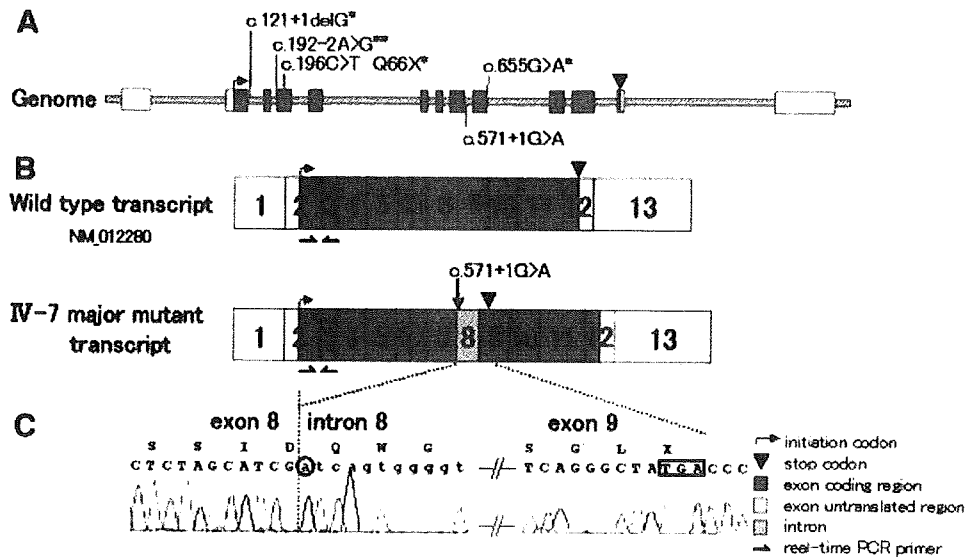 A
c.121+1delG*
c.192-2A>G**
c.196C>T Q66X*
c.655G>A*
Genome
c.571+1G>A
B
Wild type transcript
NM_012280
1 2 2 13
c.571+1G>A
IV-7 major mutant
transcript
1 2 8 2 13
C
exon 8 intron 8 exon 9
S S I D Q W G S G L X
CTCTAGCATCGatcagtggggt // TCAGGGCTATGACCC
//
initiation codon
stop codon
exon coding region
exon untranslated region
intron
real-time PCR primer